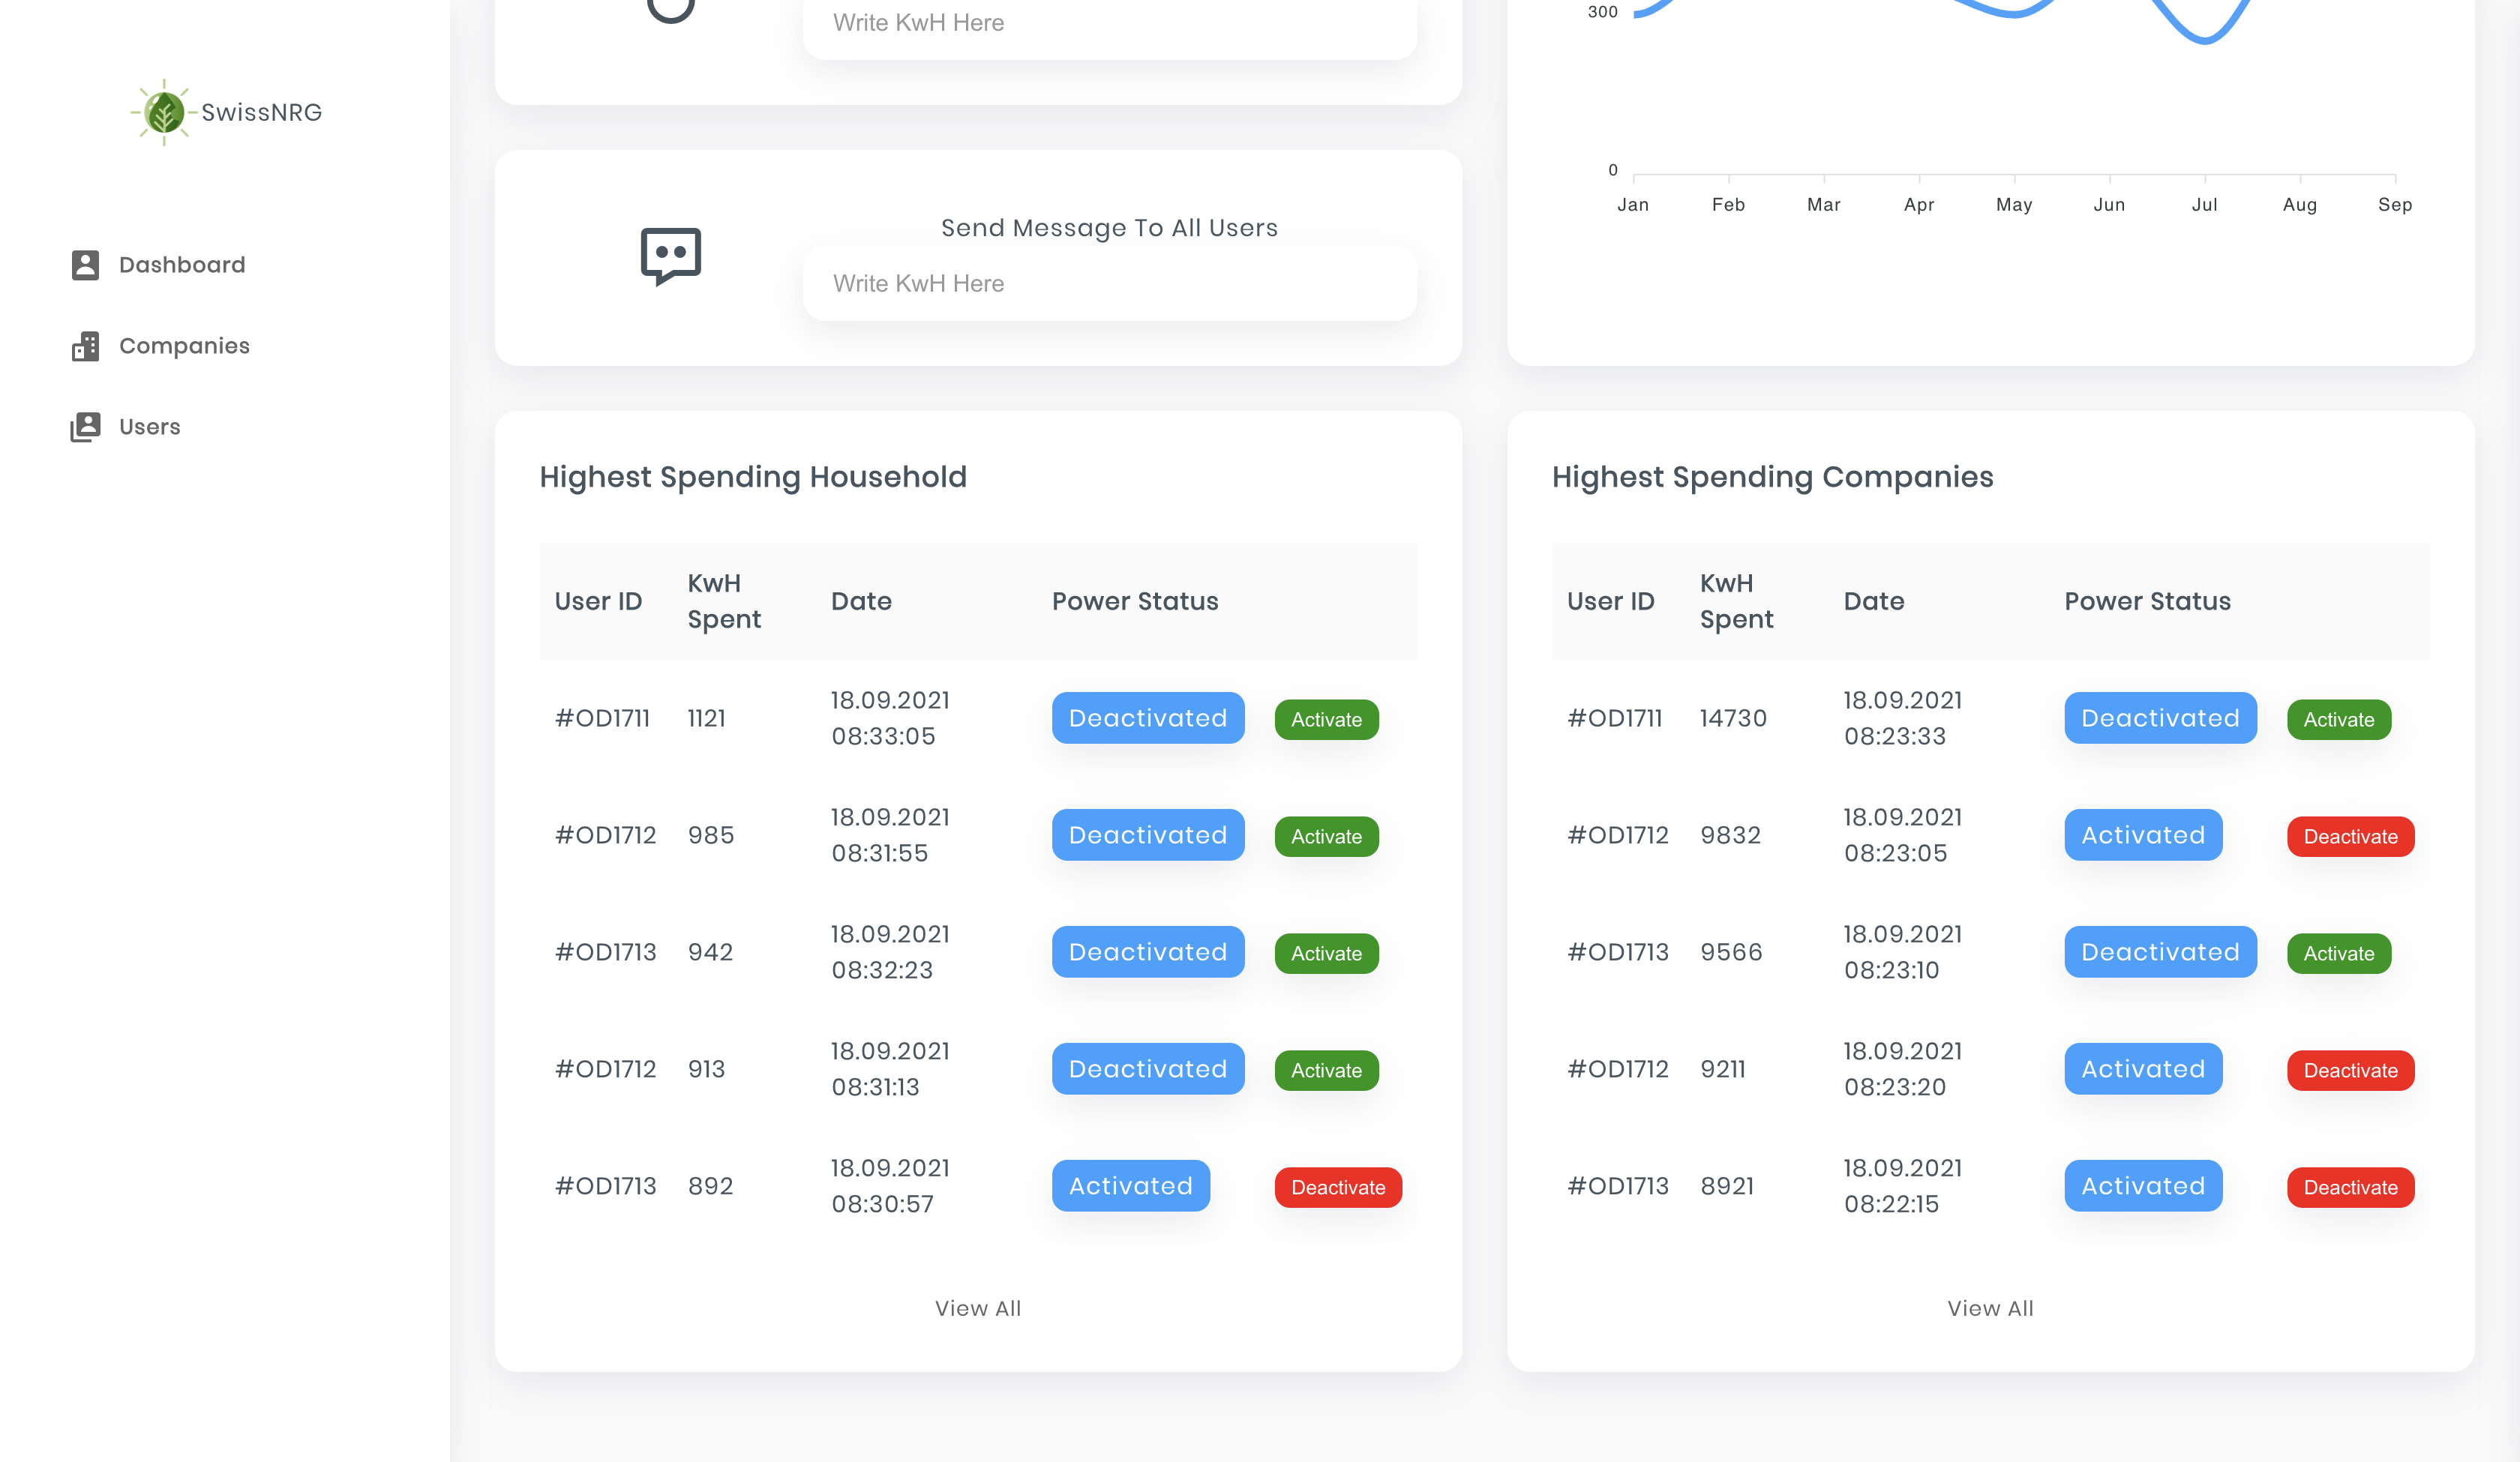 SwissNRG
Dashboard
Companies
Users
Write KwH Here
Send Message To All Users
Write KwH Here
300
0
Jan Feb Mar Apr May Jun Jul Aug Sep
Highest Spending Household
User ID KwH Spent Date Power Status
#OD1711 1121 18.09.2021 08:33:05 Deactivated Activate
#OD1712 985 18.09.2021 08:31:55 Deactivated Activate
#OD1713 942 18.09.2021 08:32:23 Deactivated Activate
#OD1712 913 18.09.2021 08:31:13 Deactivated Activate
#OD1713 892 18.09.2021 08:30:57 Activated Deactivate
View All
Highest Spending Companies
User ID KwH Spent Date Power Status
#OD1711 14730 18.09.2021 08:23:33 Deactivated Activate
#OD1712 9832 18.09.2021 08:23:05 Activated Deactivate
#OD1713 9566 18.09.2021 08:23:10 Deactivated Activate
#OD1712 9211 18.09.2021 08:23:20 Activated Deactivate
#OD1713 8921 18.09.2021 08:22:15 Activated Deactivate
View All